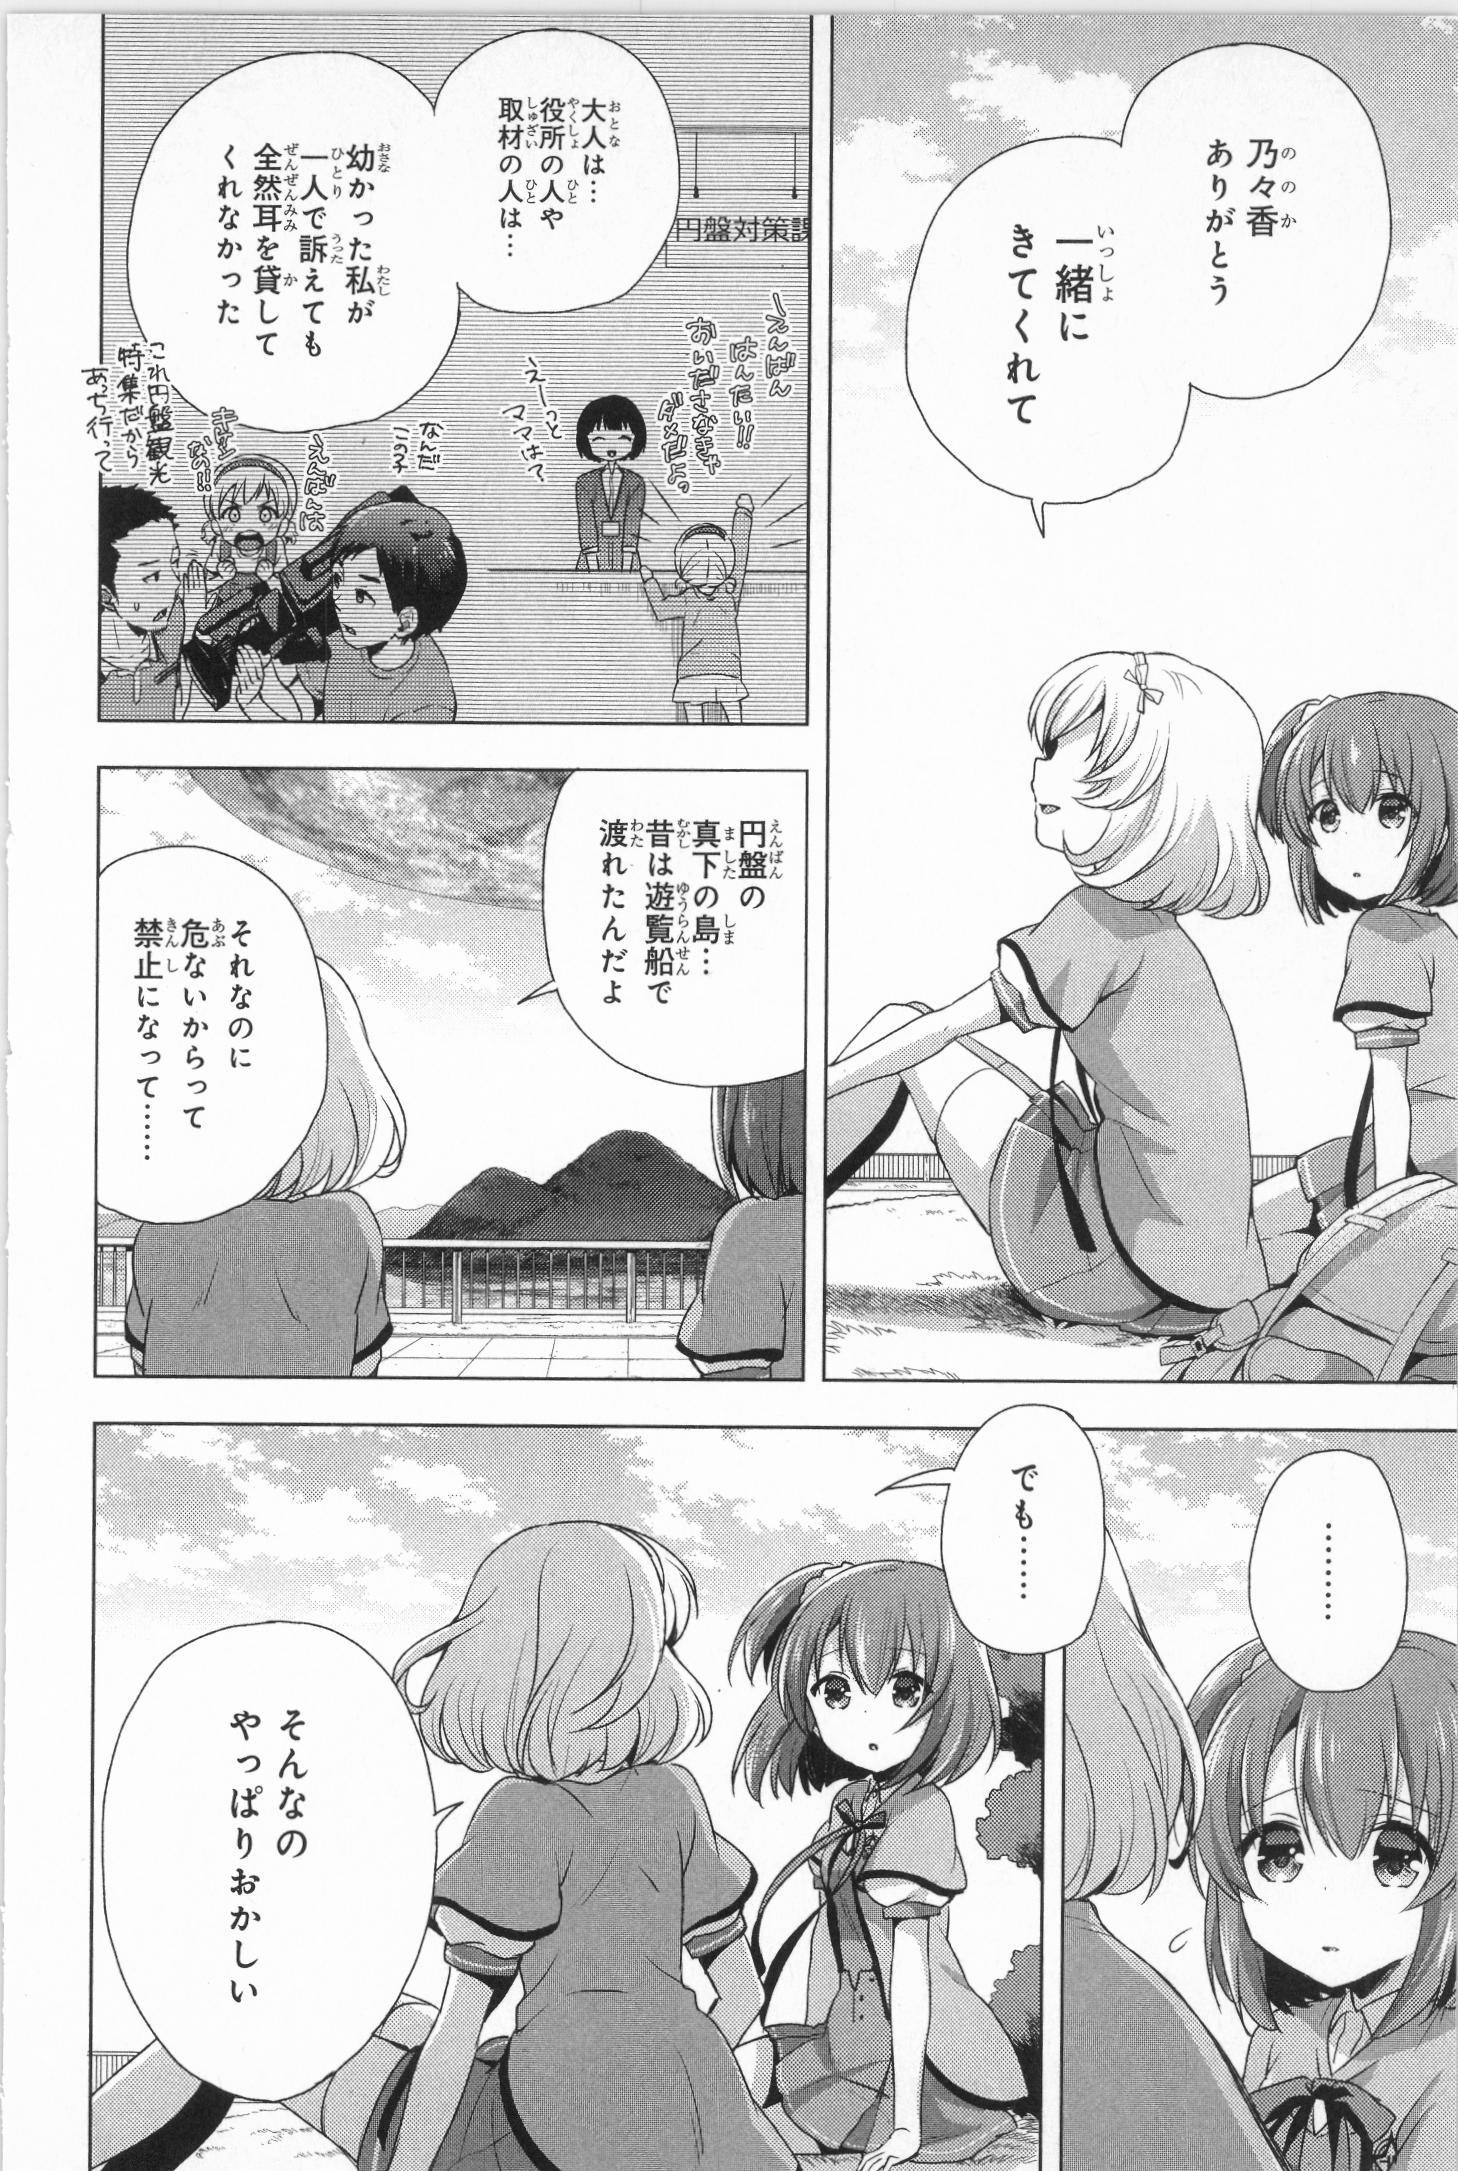 乃々香
ありがとう
一緒に
きてくれて
大人は…
役所の人や
取材の人は…
幼かった私が
一人で訴えても
全然耳を貸して
くれなかった
円盤対策課
えんばん
はんたい!!
おいださなきゃ
ダメだよっ
えーっと
ママはて
なんだ
この子
えんばんは
キケン
なの!!
これ円盤観光
特集だから
あっち行って
円盤の
真下の島…
昔は遊覧船で
渡れたんだよ
それなのに
危ないからって
禁止になって……
………
でも……
そんなの
やっぱりおかしい